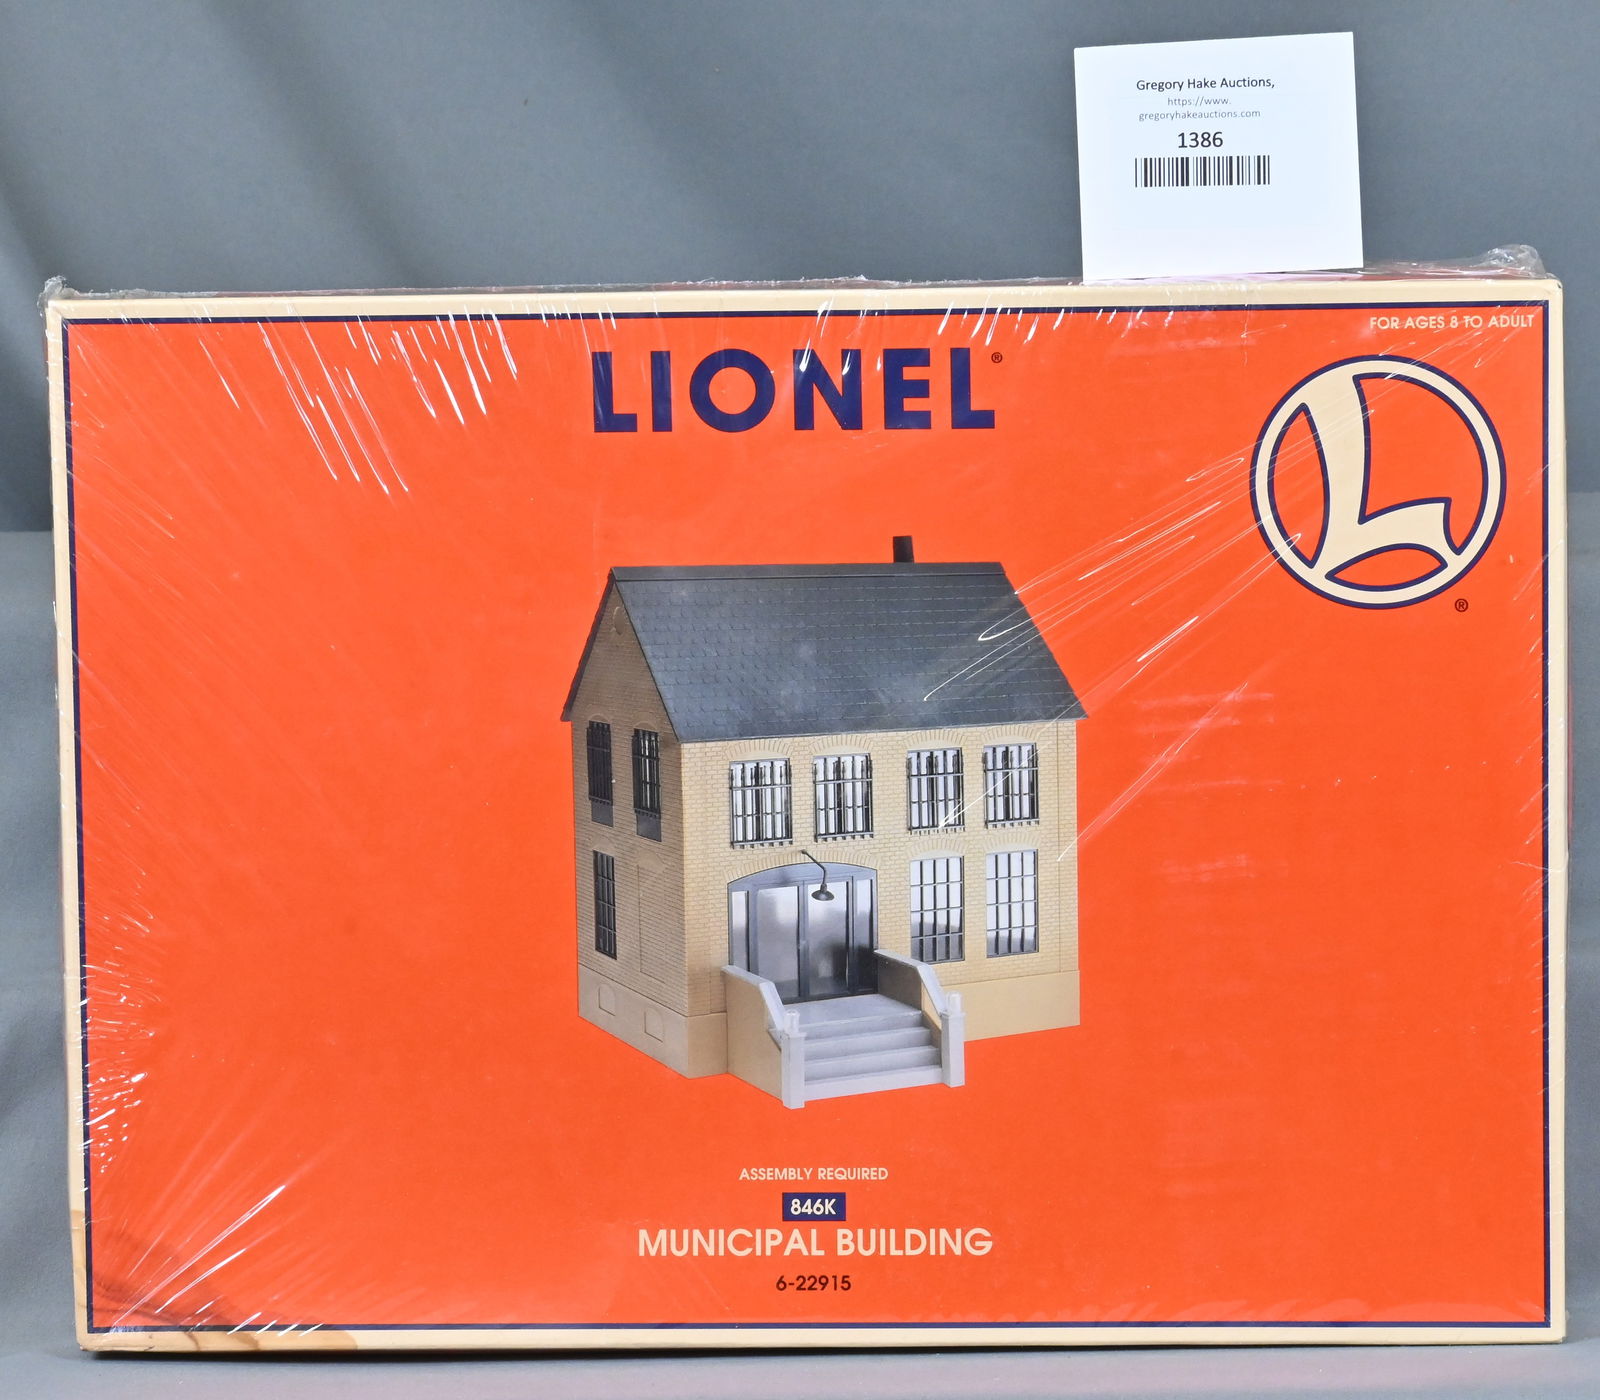 Gregory Hake Auctions,
https://www.
gregoryhakeauctions.com
1386
FOR AGES 8 TO ADULT
LIONEL®
L
®
ASSEMBLY REQUIRED
846K
MUNICIPAL BUILDING
6-22915